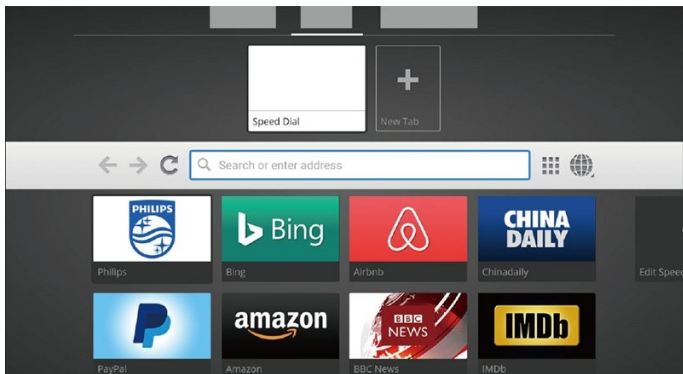 Speed Dial
New Tab
Search or enter address
PHILIPS
Bing
CHINA
DAILY
Philips
Bing
Airbnb
Chinadaily
Edit Speed
amazon
BBC
NEWS
IMDb
PayPal
Amazon
BBC News
IMDb